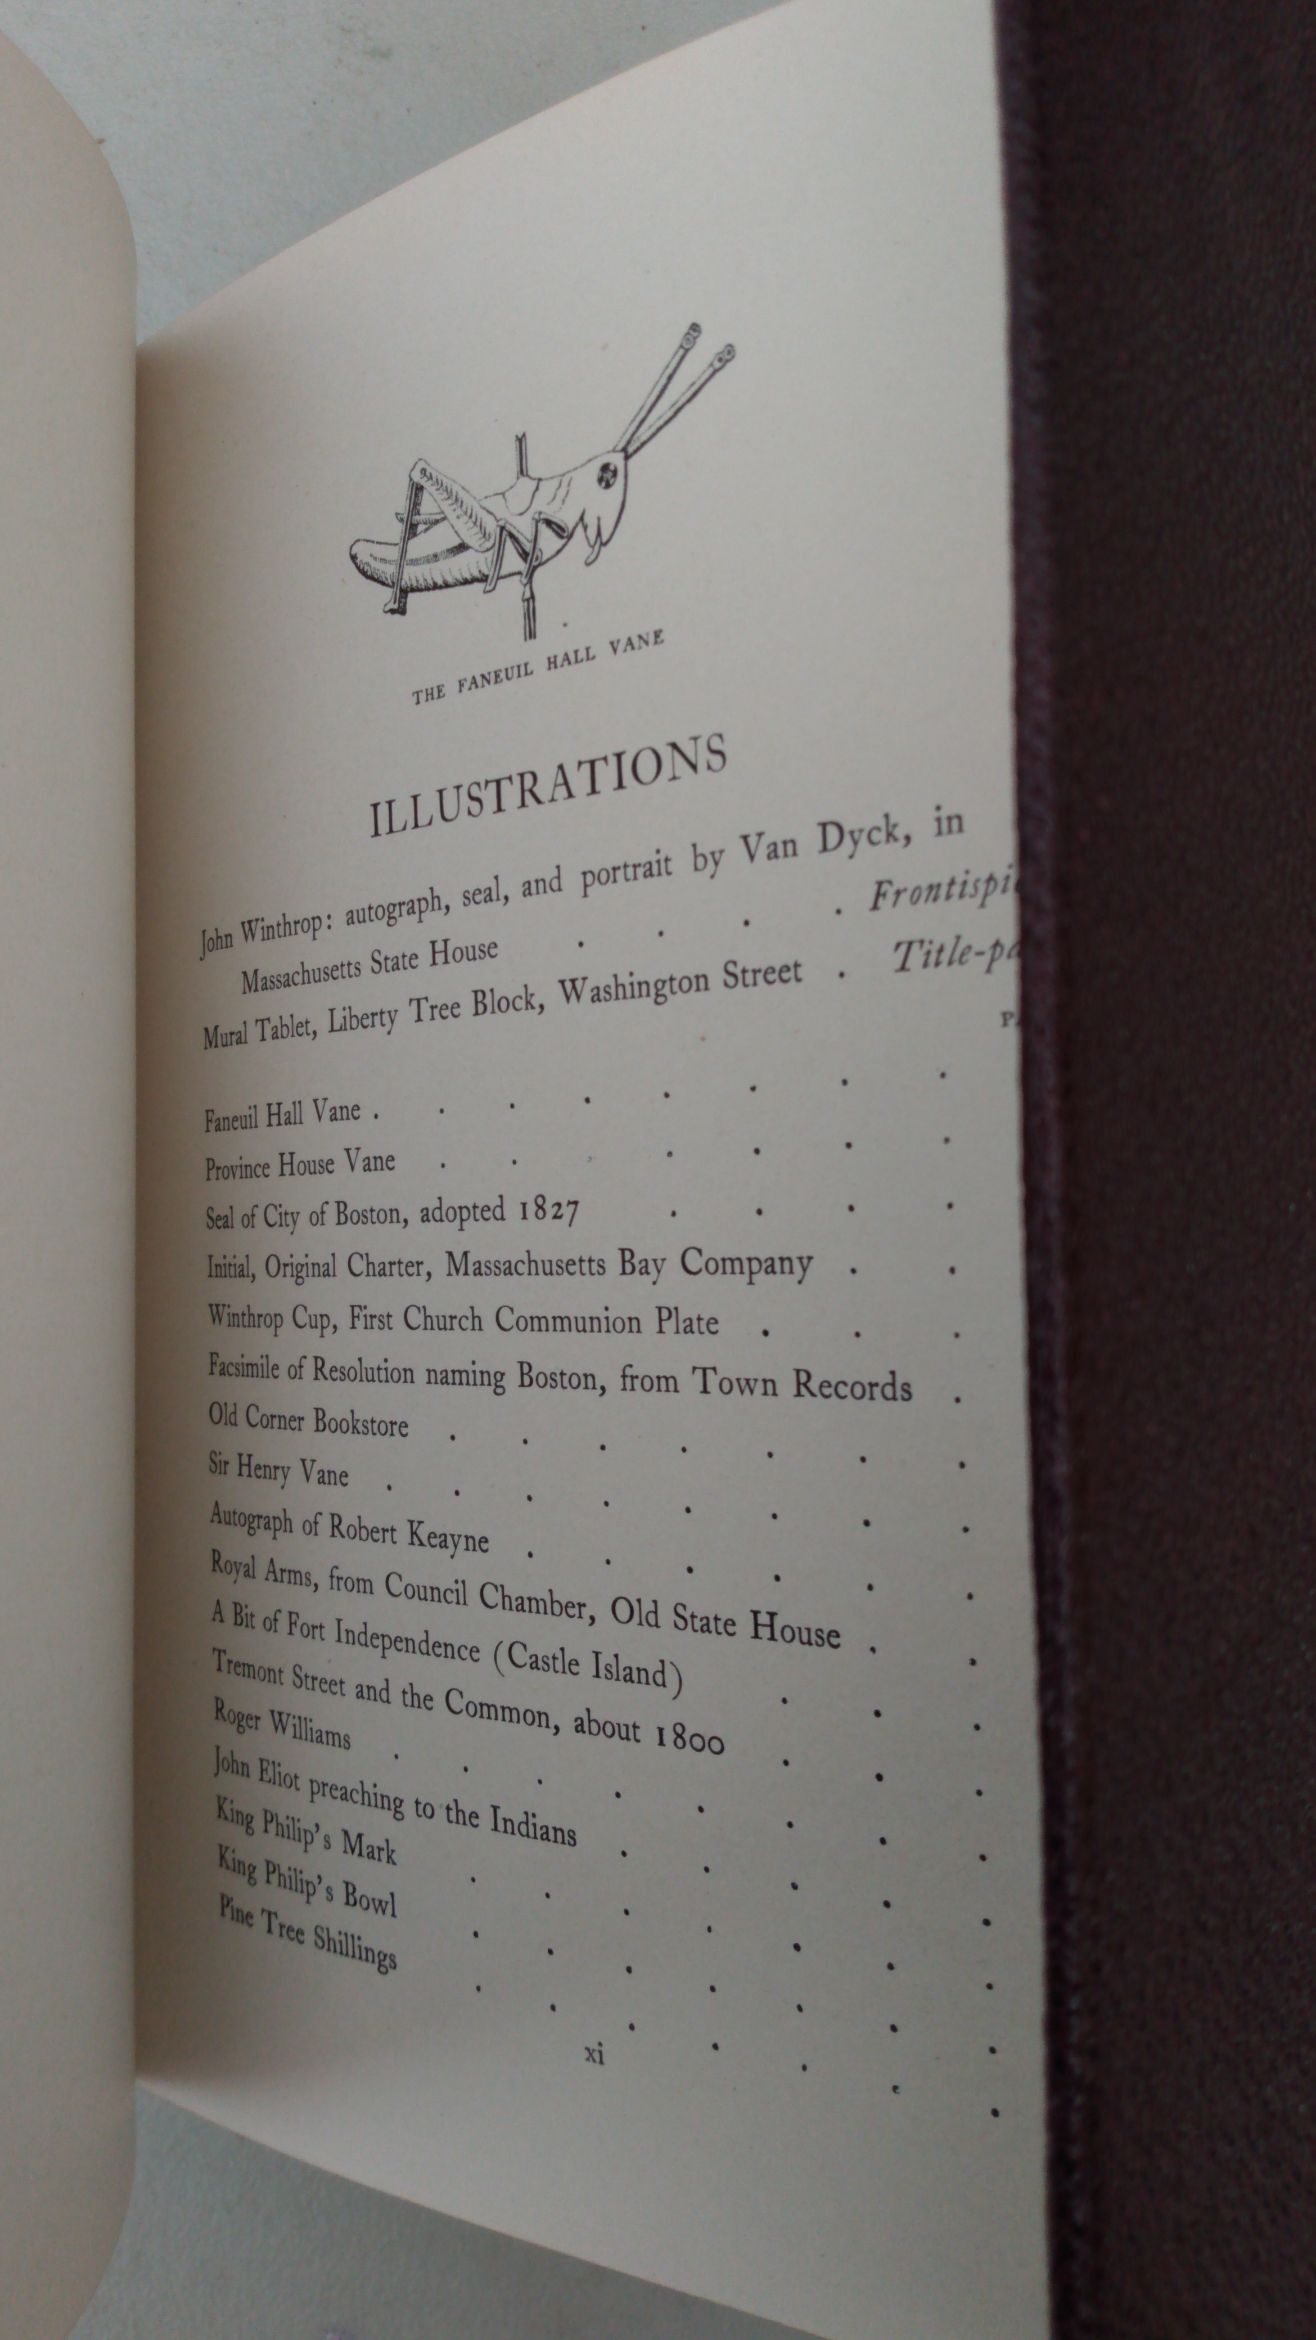 THE FANEUIL HALL VANE
ILLUSTRATIONS
John Winthrop: autograph, seal, and portrait by Van Dyck, in
Massachusetts State House . . . . Frontispi
Mural Tablet, Liberty Tree Block, Washington Street . Title-pa
Faneuil Hall Vane . . . . . . . .
Province House Vane . . . . . . .
Seal of City of Boston, adopted 1827 . . . .
Initial, Original Charter, Massachusetts Bay Company . .
Winthrop Cup, First Church Communion Plate . . .
Facsimile of Resolution naming Boston, from Town Records .
Old Corner Bookstore . . . . . . .
Sir Henry Vane . . . . . . . .
Autograph of Robert Keayne . . . . . .
Royal Arms, from Council Chamber, Old State House . .
A Bit of Fort Independence (Castle Island) . . .
Tremont Street and the Common, about 1800 . . .
Roger Williams . . . . . . . .
John Eliot preaching to the Indians . . . . .
King Philip's Mark . . . . . . .
King Philip's Bowl . . . . . . .
Pine Tree Shillings . . . . . . .
xi